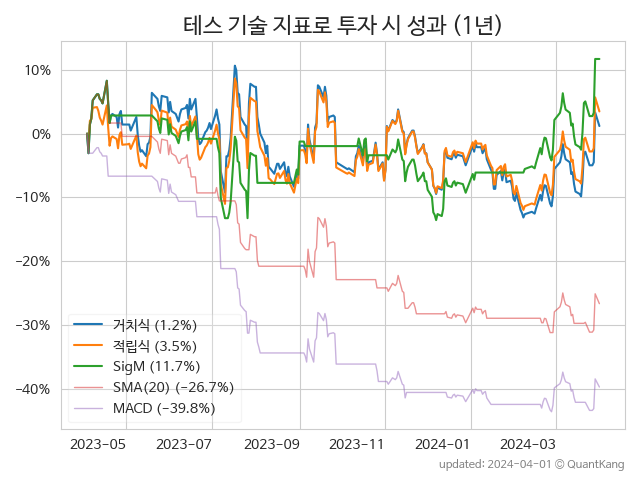 테스 기술 지표로 투자 시 성과 (1년)
10%
0%
−10%
−20%
−30%
−40%
거치식 (1.2%)
적립식 (3.5%)
SigM (11.7%)
SMA(20) (−26.7%)
MACD (−39.8%)
2023-05 2023-07 2023-09 2023-11 2024-01 2024-03
updated: 2024-04-01 © QuantKang